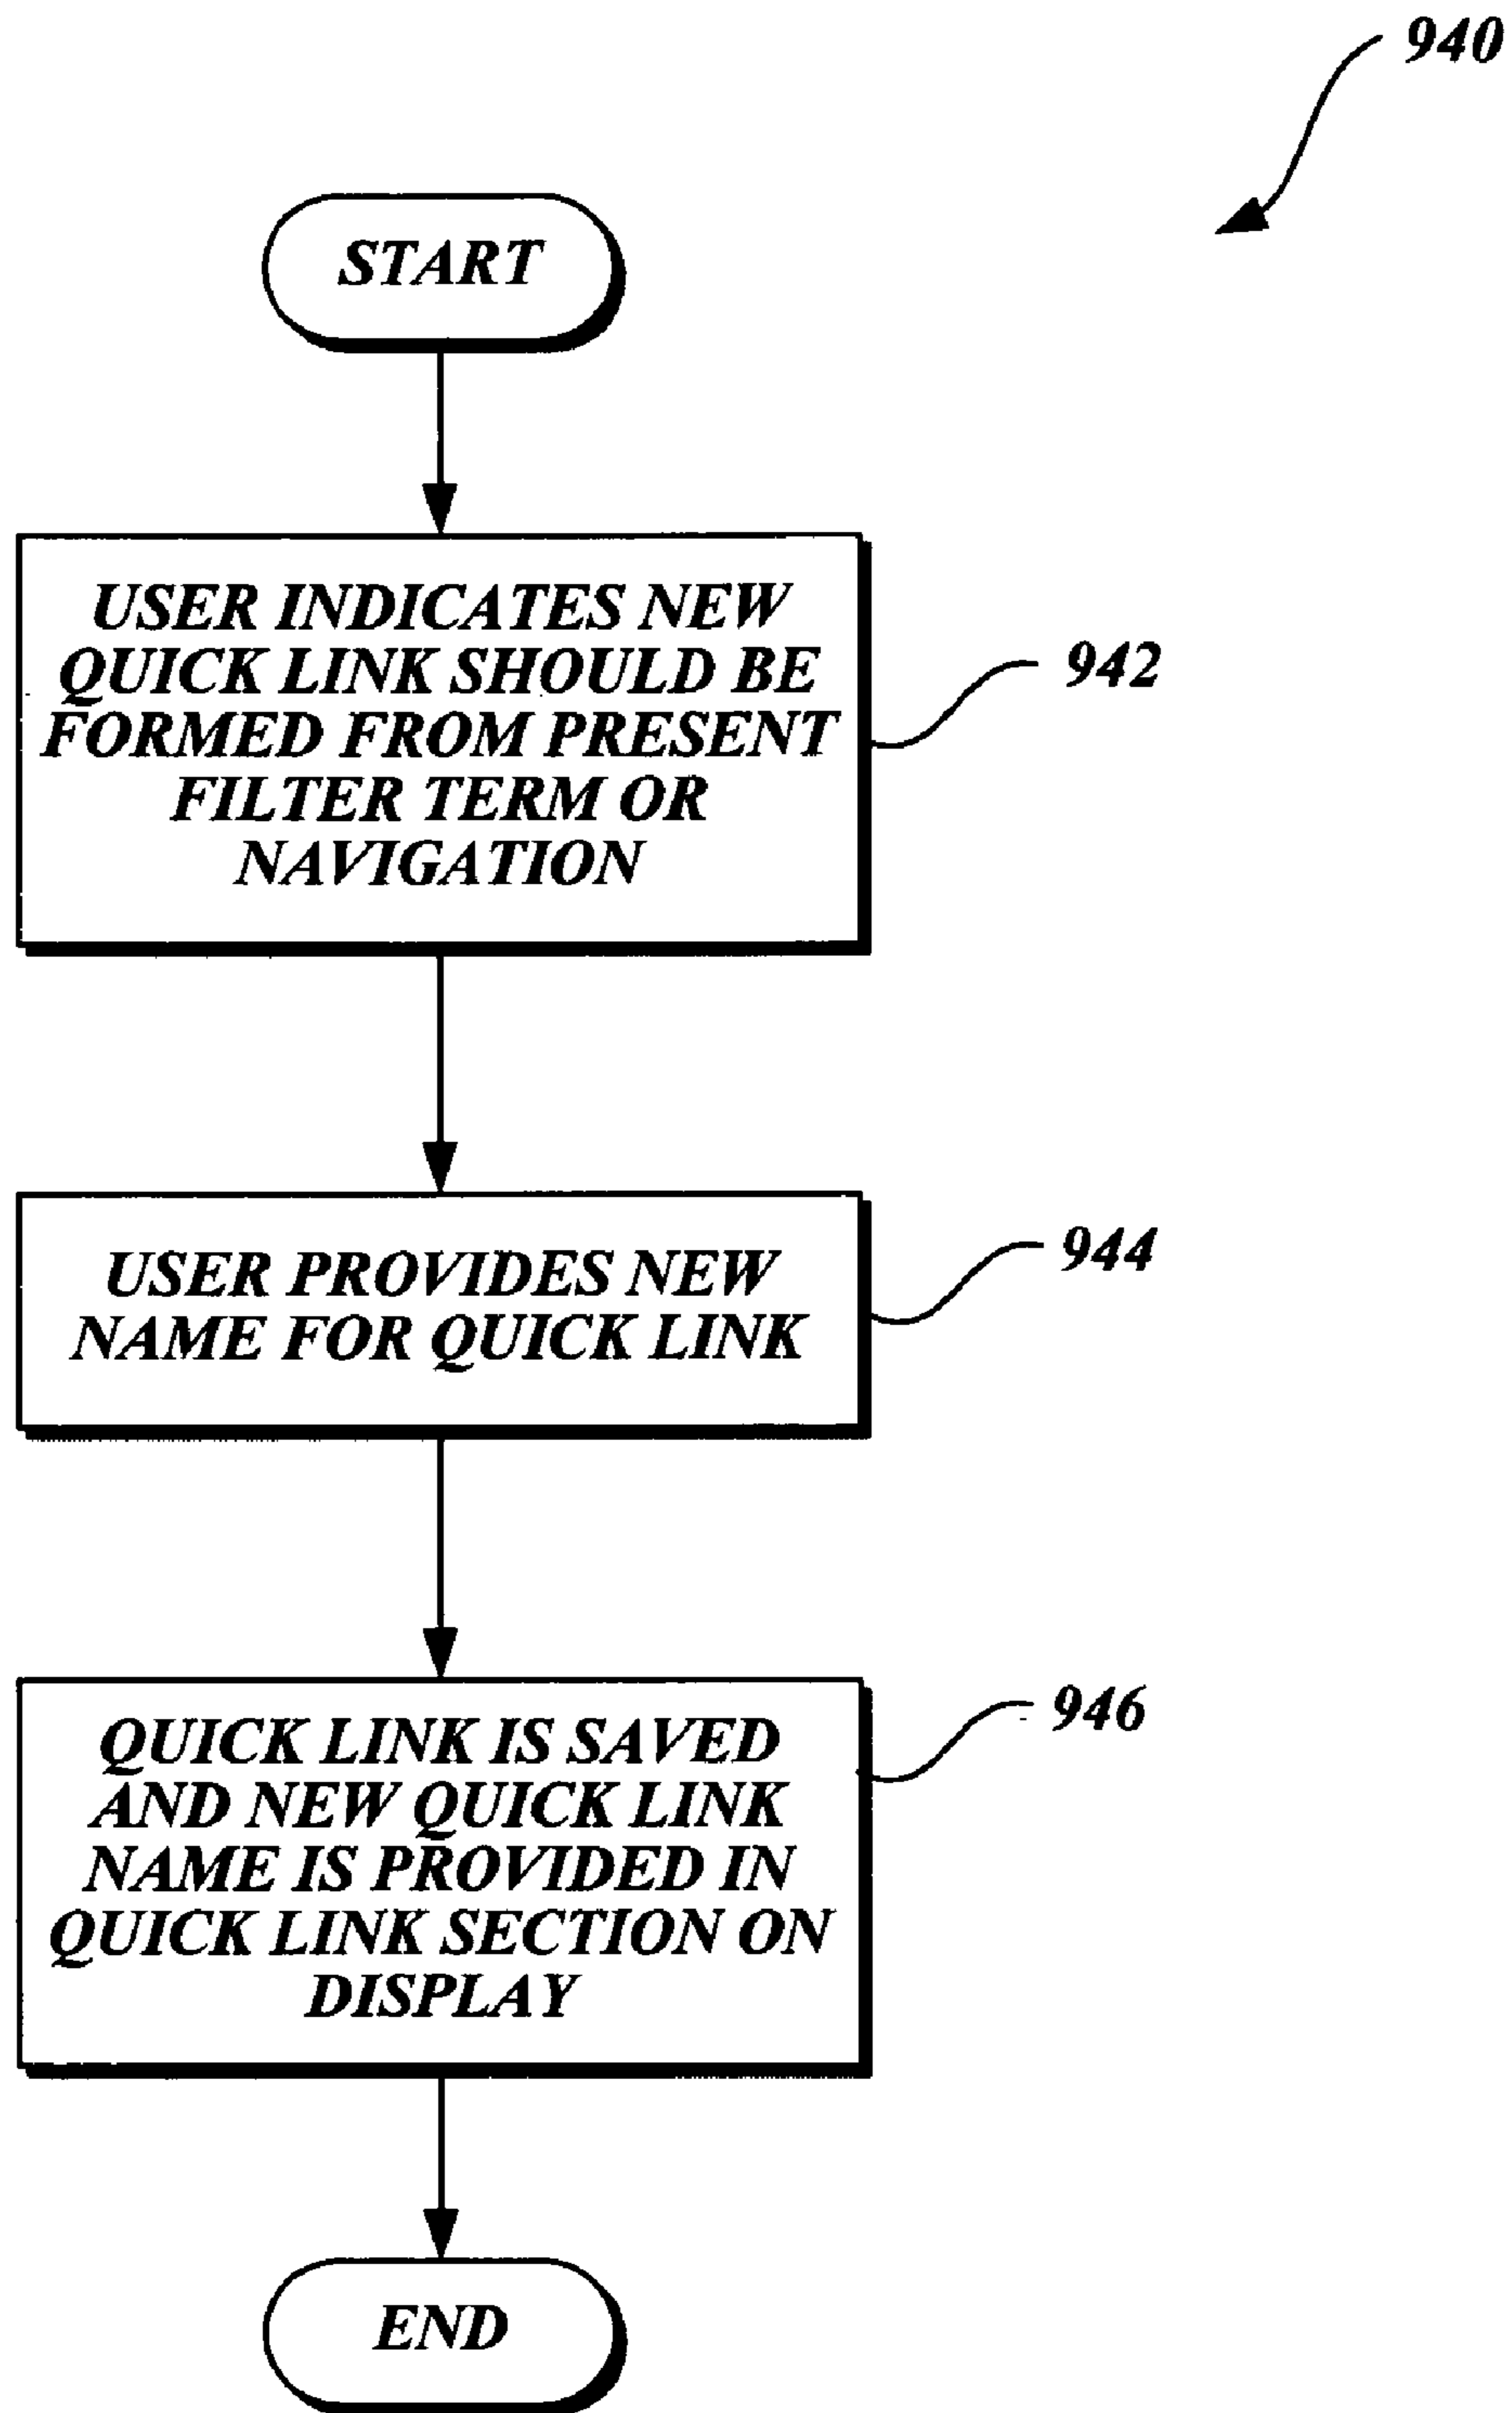 940
START
USER INDICATES NEW
QUICK LINK SHOULD BE
FORMED FROM PRESENT
FILTER TERM OR
NAVIGATION
942
USER PROVIDES NEW
NAME FOR QUICK LINK
944
QUICK LINK IS SAVED
AND NEW QUICK LINK
NAME IS PROVIDED IN
QUICK LINK SECTION ON
DISPLAY
946
END